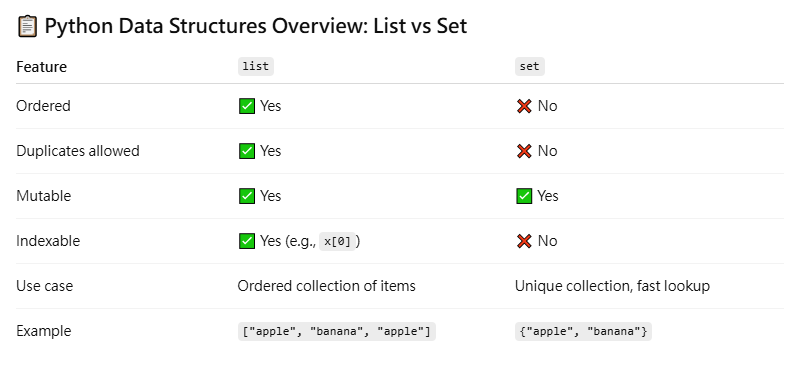 📋 Python Data Structures Overview: List vs Set
Feature list set
Ordered ✅ Yes ❌ No
Duplicates allowed ✅ Yes ❌ No
Mutable ✅ Yes ✅ Yes
Indexable ✅ Yes (e.g., x[0]) ❌ No
Use case Ordered collection of items Unique collection, fast lookup
Example ["apple", "banana", "apple"] {"apple", "banana"}